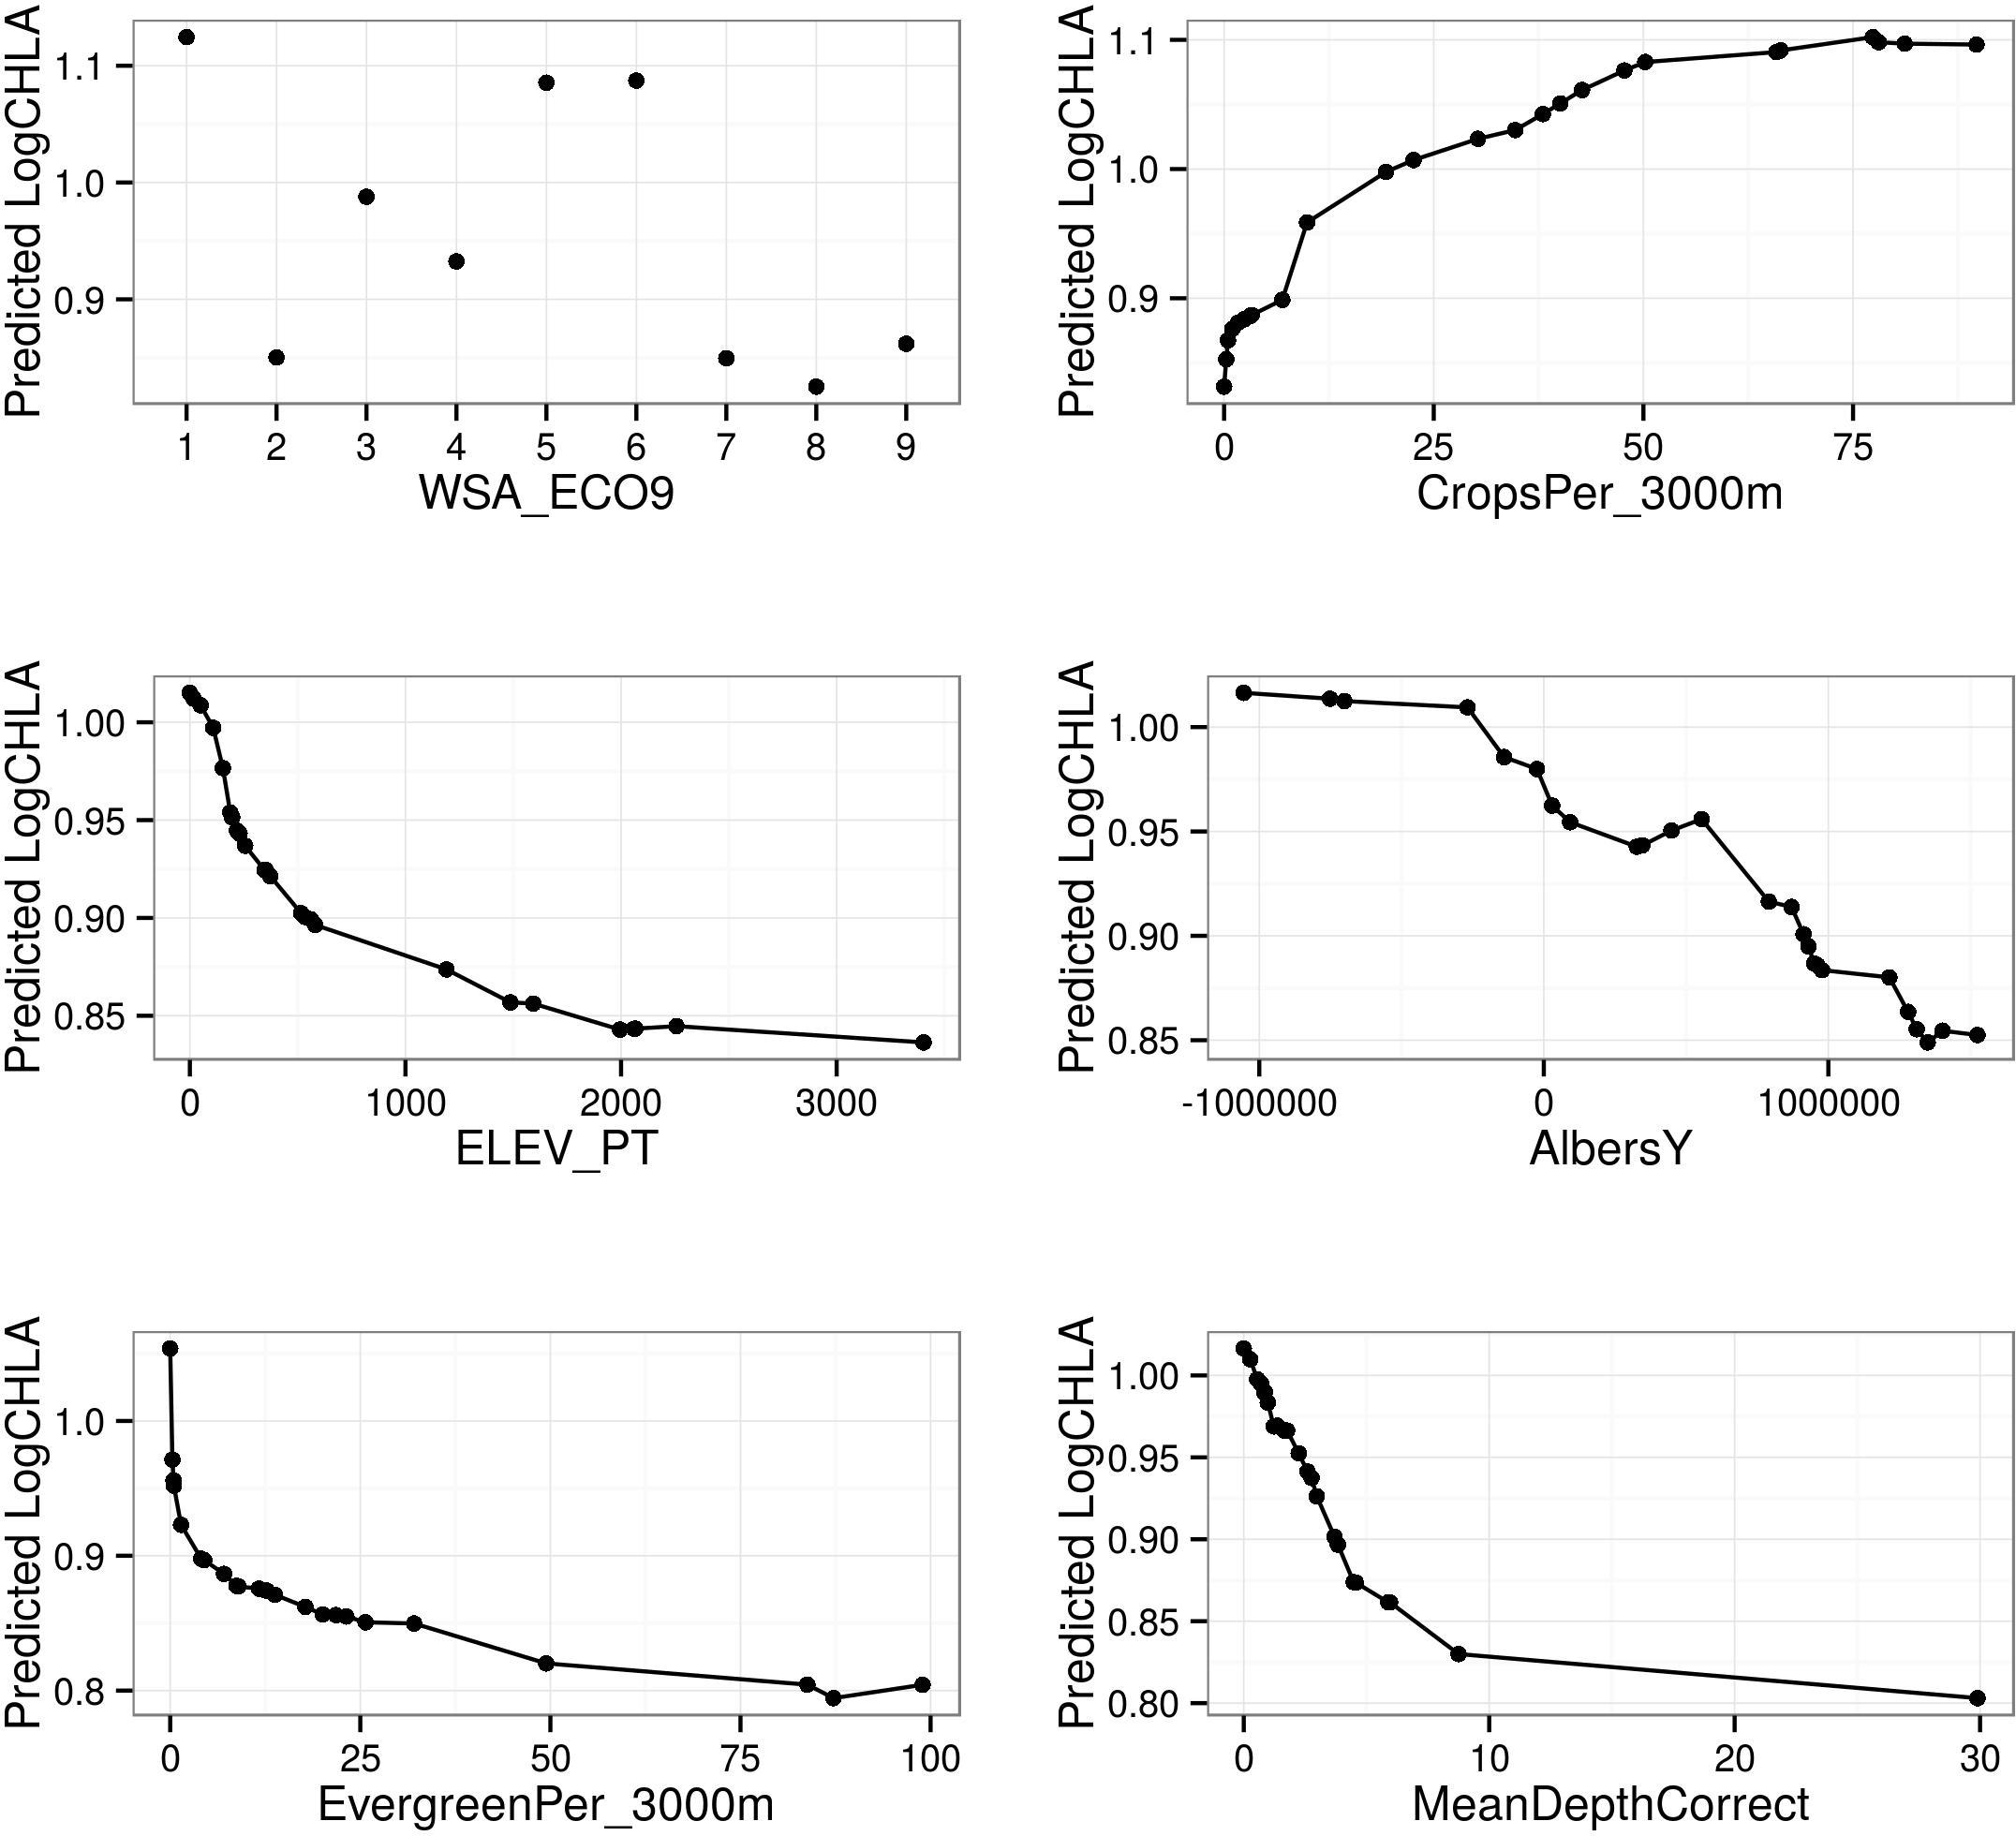 Predicted LogCHLA
1.1
1.0
0.9
1 2 3 4 5 6 7 8 9
WSA_ECO9
Predicted LogCHLA
1.1
1.0
0.9
0 25 50 75
CropsPer_3000m
Predicted LogCHLA
1.00
0.95
0.90
0.85
0 1000 2000 3000
ELEV_PT
Predicted LogCHLA
1.00
0.95
0.90
0.85
-1000000 0 1000000
AlbersY
Predicted LogCHLA
1.0
0.9
0.8
0 25 50 75 100
EvergreenPer_3000m
Predicted LogCHLA
1.00
0.95
0.90
0.85
0.80
0 10 20 30
MeanDepthCorrect